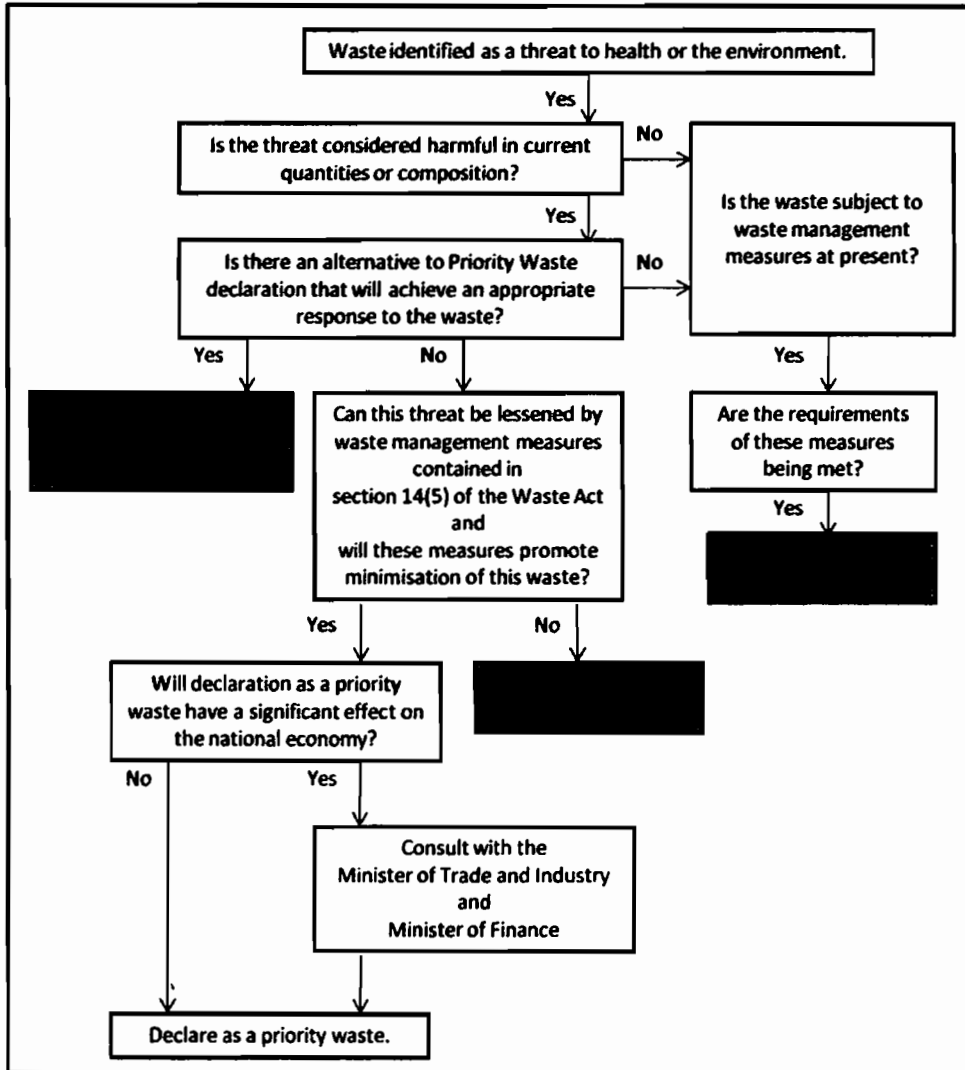 Waste identified as a threat to health or the environment.
Yes
Is the threat considered harmful in current
quantities or composition?
No
Is the waste subject to
waste management
measures at present?
Yes
Is there an alternative to Priority Waste
declaration that will achieve an appropriate
response to the waste?
No
Yes
No
Yes
Can this threat be lessened by
waste management measures
contained in
section 14(5) of the Waste Act
and
will these measures promote
minimisation of this waste?
Are the requirements
of these measures
being met?
Yes
Yes
No
Will declaration as a priority
waste have a significant effect on
the national economy?
No
Yes
Consult with the
Minister of Trade and Industry
and
Minister of Finance
Declare as a priority waste.